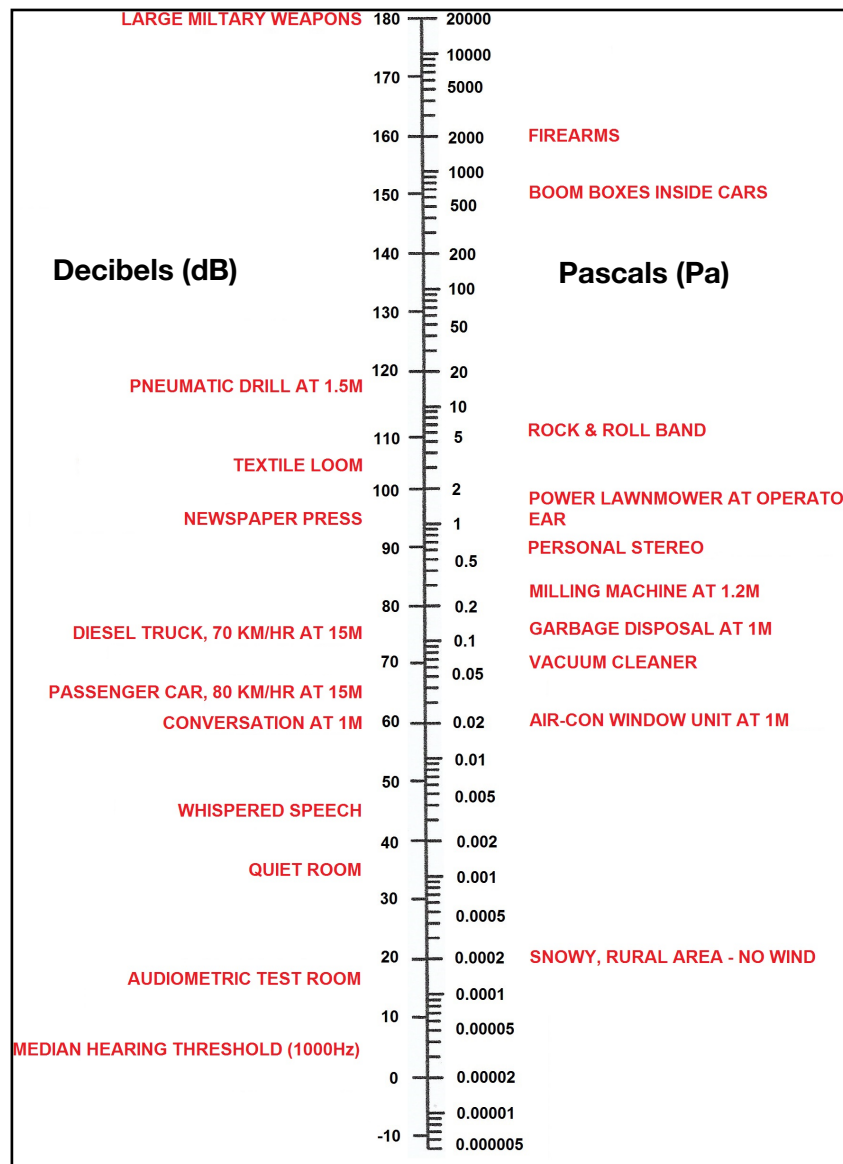 LARGE MILTARY WEAPONS 180 20000
10000
170 5000
160 2000 FIREARMS
1000
150 BOOM BOXES INSIDE CARS
500
140 200
Decibels (dB) Pascals (Pa)
100
130
50
120 20
PNEUMATIC DRILL AT 1.5M
10
110 5 ROCK & ROLL BAND
TEXTILE LOOM
100 2 POWER LAWNMOWER AT OPERATO
EAR
NEWSPAPER PRESS 1
90 0.5 PERSONAL STEREO
MILLING MACHINE AT 1.2M
80 0.2
DIESEL TRUCK, 70 KM/HR AT 15M GARBAGE DISPOSAL AT 1M
0.1
70 0.05 VACUUM CLEANER
PASSENGER CAR, 80 KM/HR AT 15M
CONVERSATION AT 1M 60 0.02 AIR-CON WINDOW UNIT AT 1M
0.01
50 0.005
WHISPERED SPEECH
40 0.002
QUIET ROOM 0.001
30 0.0005
20 0.0002 SNOWY, RURAL AREA - NO WIND
AUDIOMETRIC TEST ROOM
0.0001
10 0.00005
MEDIAN HEARING THRESHOLD (1000Hz)
0 0.00002
0.00001
-10 0.000005